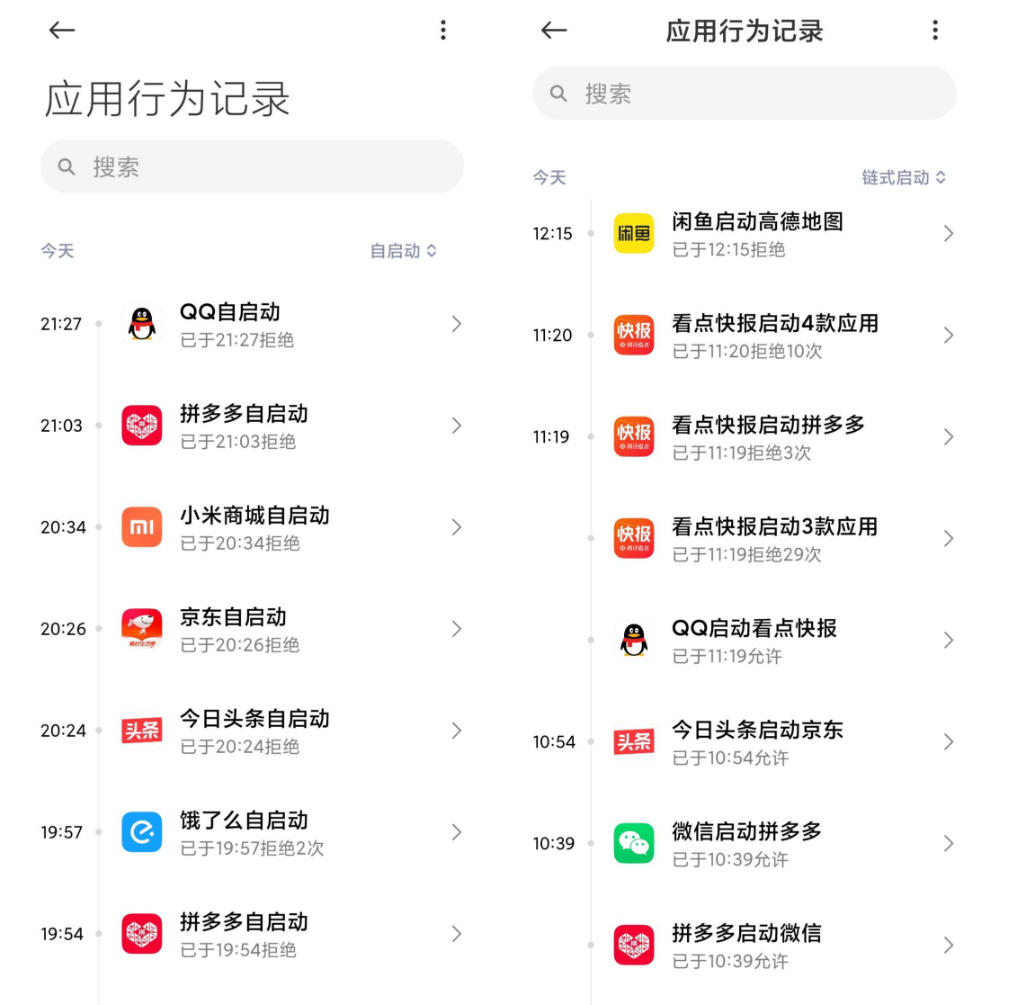 应用行为记录
搜索
今天
自启动
21:27
QQ自启动
已于21:27拒绝
21:03
拼多多自启动
已于21:03拒绝
20:34
小米商城自启动
已于20:34拒绝
20:26
京东自启动
已于20:26拒绝
20:24
头条
今日头条自启动
已于20:24拒绝
19:57
饿了么自启动
已于19:57拒绝2次
19:54
拼多多自启动
已于19:54拒绝
应用行为记录
搜索
今天
链式启动
12:15
闲鱼
闲鱼启动高德地图
已于12:15拒绝
11:20
快报
看点快报启动4款应用
已于11:20拒绝10次
11:19
快报
看点快报启动拼多多
已于11:19拒绝3次
快报
看点快报启动3款应用
已于11:19拒绝29次
QQ启动看点快报
已于11:19允许
10:54
头条
今日头条启动京东
已于10:54允许
10:39
微信启动拼多多
已于10:39允许
拼多多启动微信
已于10:39允许